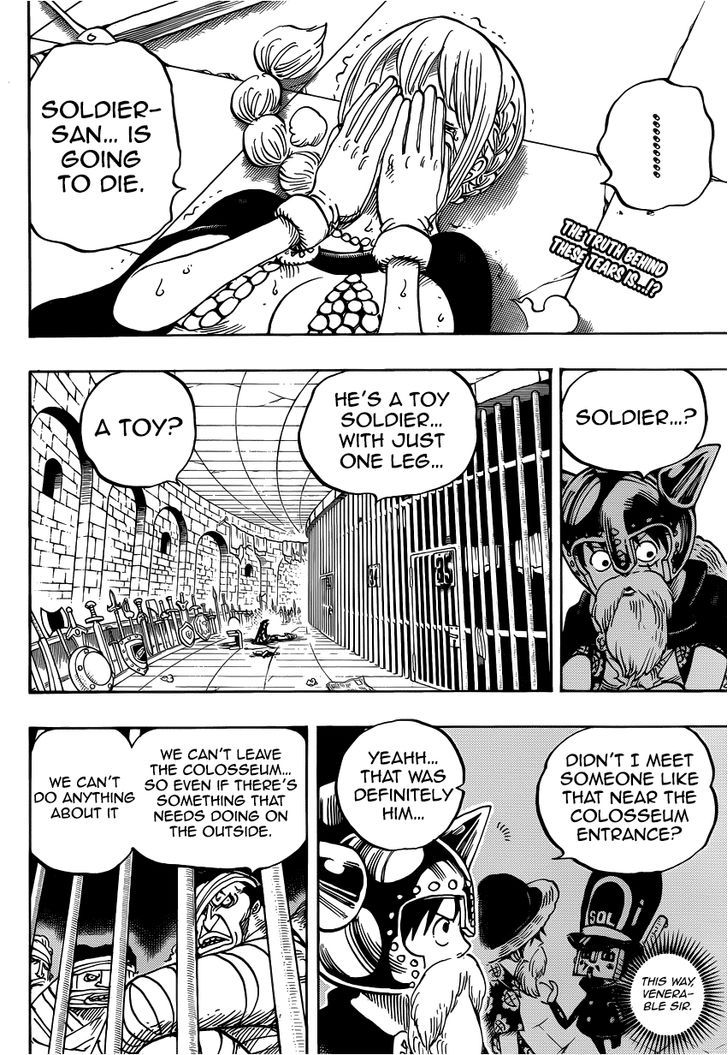 ..........
SOLDIER-
SAN... IS
GOING
TO DIE.
THE TRUTH BEHIND
THESE TEARS IS...!?
SOLDIER...?
HE'S A TOY
SOLDIER...
WITH JUST
ONE LEG...
A TOY?
35
DIDN'T I MEET
SOMEONE LIKE
THAT NEAR THE
COLOSSEUM
ENTRANCE?
SOL
THIS WAY,
VENERA-
BLE SIR.
YEAHH...
THAT WAS
DEFINITELY
HIM...
WE CAN'T LEAVE
THE COLOSSEUM...
SO EVEN IF THERE'S
SOMETHING THAT
NEEDS DOING ON
THE OUTSIDE.
WE CAN'T
DO ANYTHING
ABOUT IT